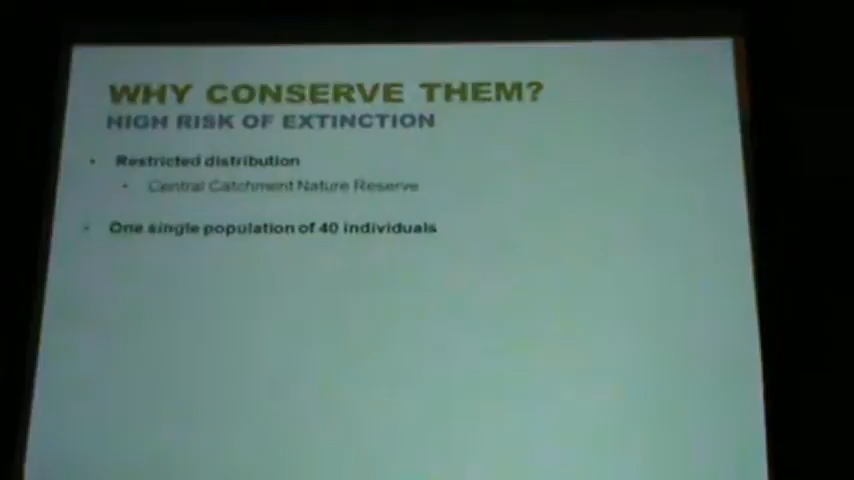 WHY CONSERVE THEM?
HIGH RISK OF EXTINCTION
• Restricted distribution
• Central Catchment Nature Reserve
• One single population of 40 individuals